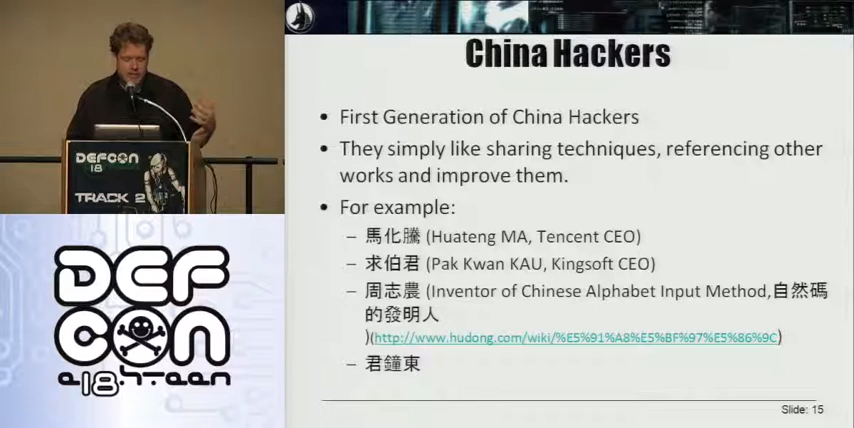 DEFCON
18
TRACK 2
DEF
CON
e18hteen
China Hackers
• First Generation of China Hackers
• They simply like sharing techniques, referencing other
works and improve them.
• For example:
– 馬化騰 (Huateng MA, Tencent CEO)
– 求伯君 (Pak Kwan KAU, Kingsoft CEO)
– 周志農 (Inventor of Chinese Alphabet Input Method,自然碼
的發明人
)(http://www.hudong.com/wiki/%E5%91%A8%E5%BF%97%E5%86%9C)
– 君鐘東
Slide: 15